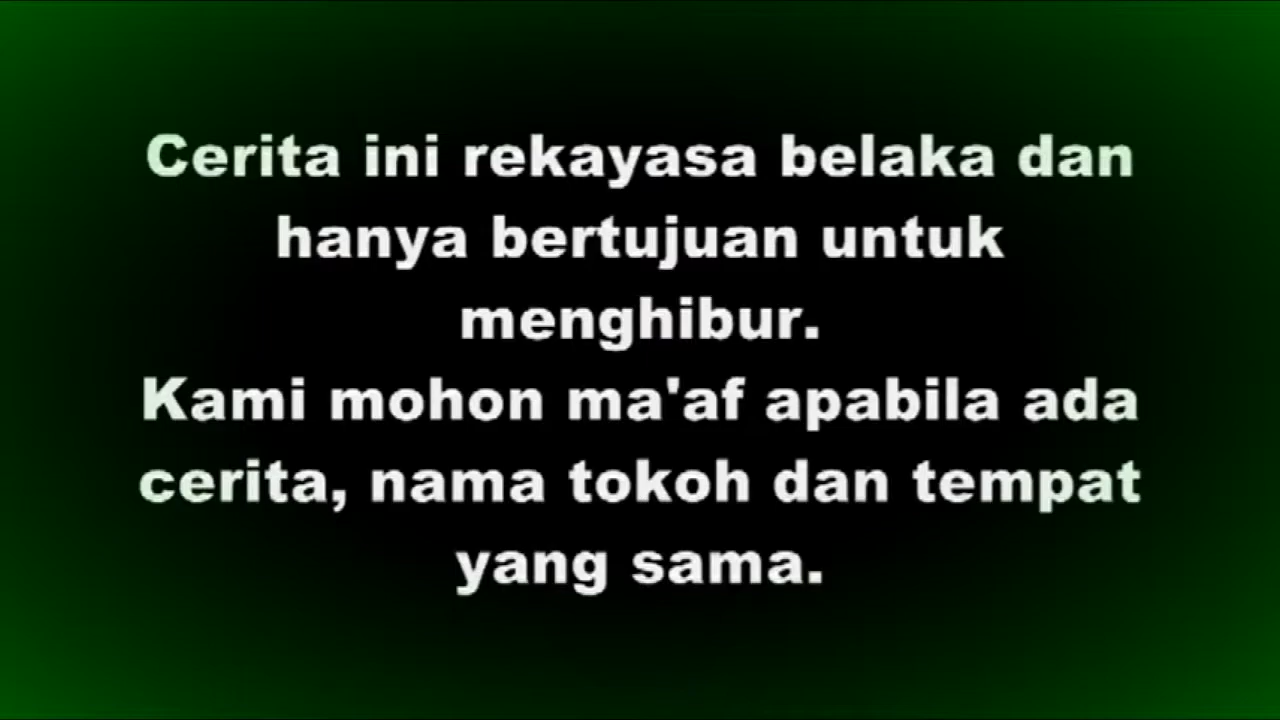 Cerita ini rekayasa belaka dan
hanya bertujuan untuk
menghibur.
Kami mohon ma'af apabila ada
cerita, nama tokoh dan tempat
yang sama.